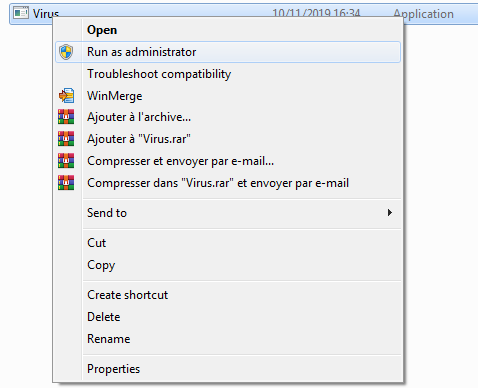 Virus 10/11/2019 16:34 Application
Open
Run as administrator
Troubleshoot compatibility
WinMerge
Ajouter à l'archive...
Ajouter à "Virus.rar"
Compresser et envoyer par e-mail...
Compresser dans "Virus.rar" et envoyer par e-mail
Send to
Cut
Copy
Create shortcut
Delete
Rename
Properties